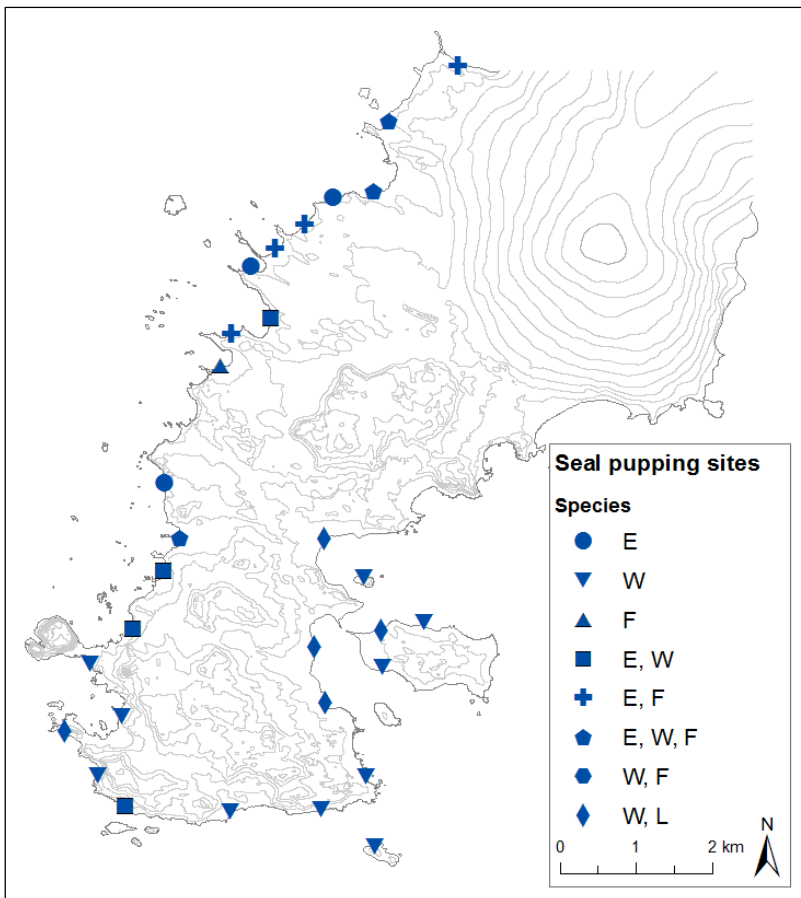 Seal pupping sites
Species
E
W
F
E, W
E, F
E, W, F
W, F
W, L
N
0 1 2 km